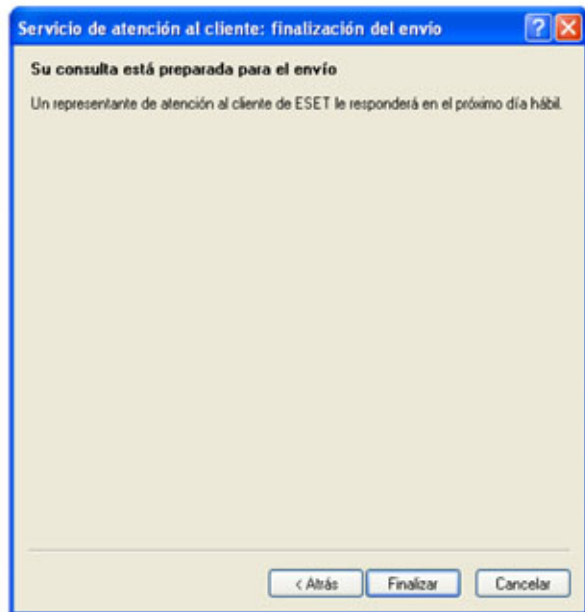 Servicio de atención al cliente: finalización del envío
Su consulta está preparada para el envío
Un representante de atención al cliente de ESET le responderá en el próximo día hábil.
< Atrás Finalizar Cancelar